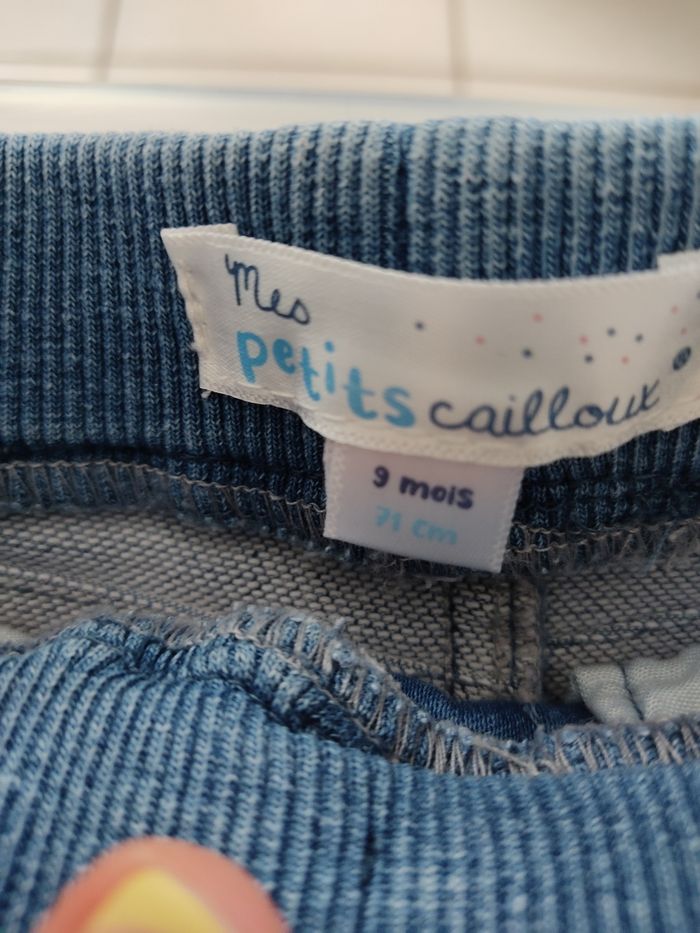 Mes
petits cailloux®
9 mois
71 cm